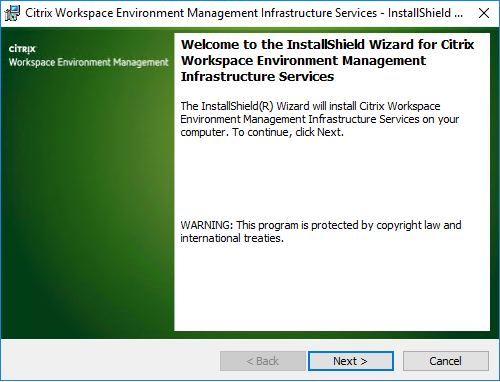 Citrix Workspace Environment Management Infrastructure Services - InstallShield ...
CITRIX
Workspace Environment Management
Welcome to the InstallShield Wizard for Citrix
Workspace Environment Management
Infrastructure Services
The InstallShield(R) Wizard will install Citrix Workspace
Environment Management Infrastructure Services on your
computer. To continue, click Next.
WARNING: This program is protected by copyright law and
international treaties.
< Back
Next >
Cancel